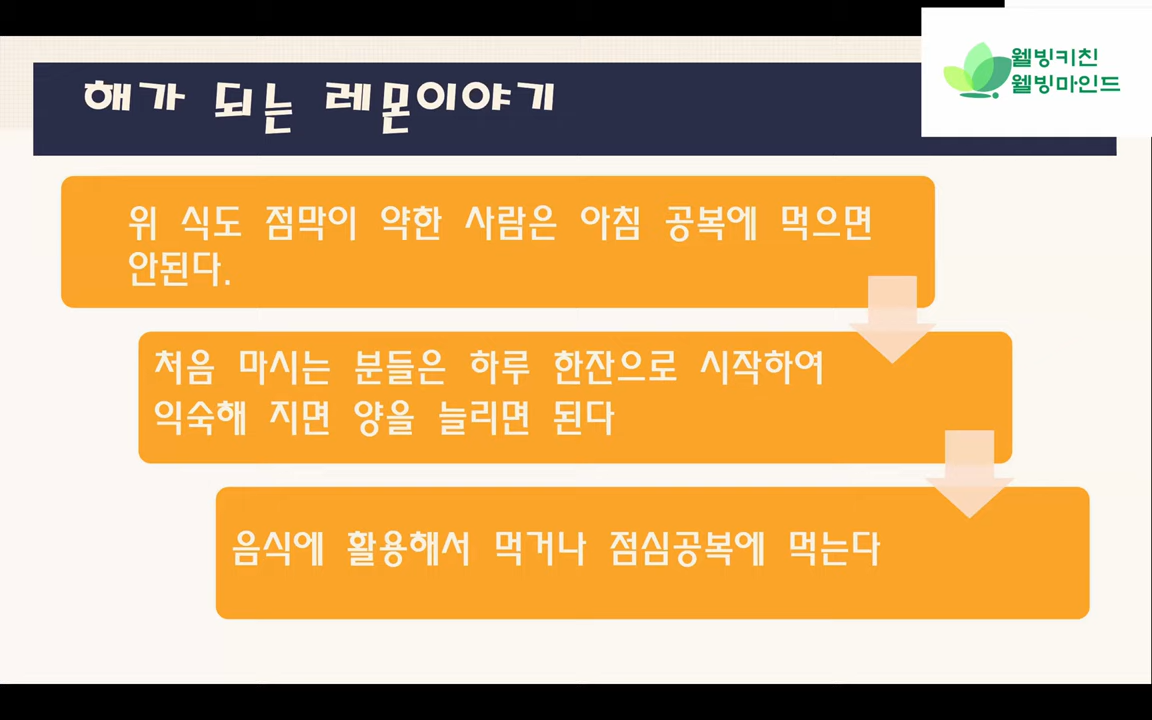 해가 되는 레몬이야기
웰빙키친
웰빙마인드
위 식도 점막이 약한 사람은 아침 공복에 먹으면
안된다.
처음 마시는 분들은 하루 한잔으로 시작하여
익숙해 지면 양을 늘리면 된다
음식에 활용해서 먹거나 점심공복에 먹는다